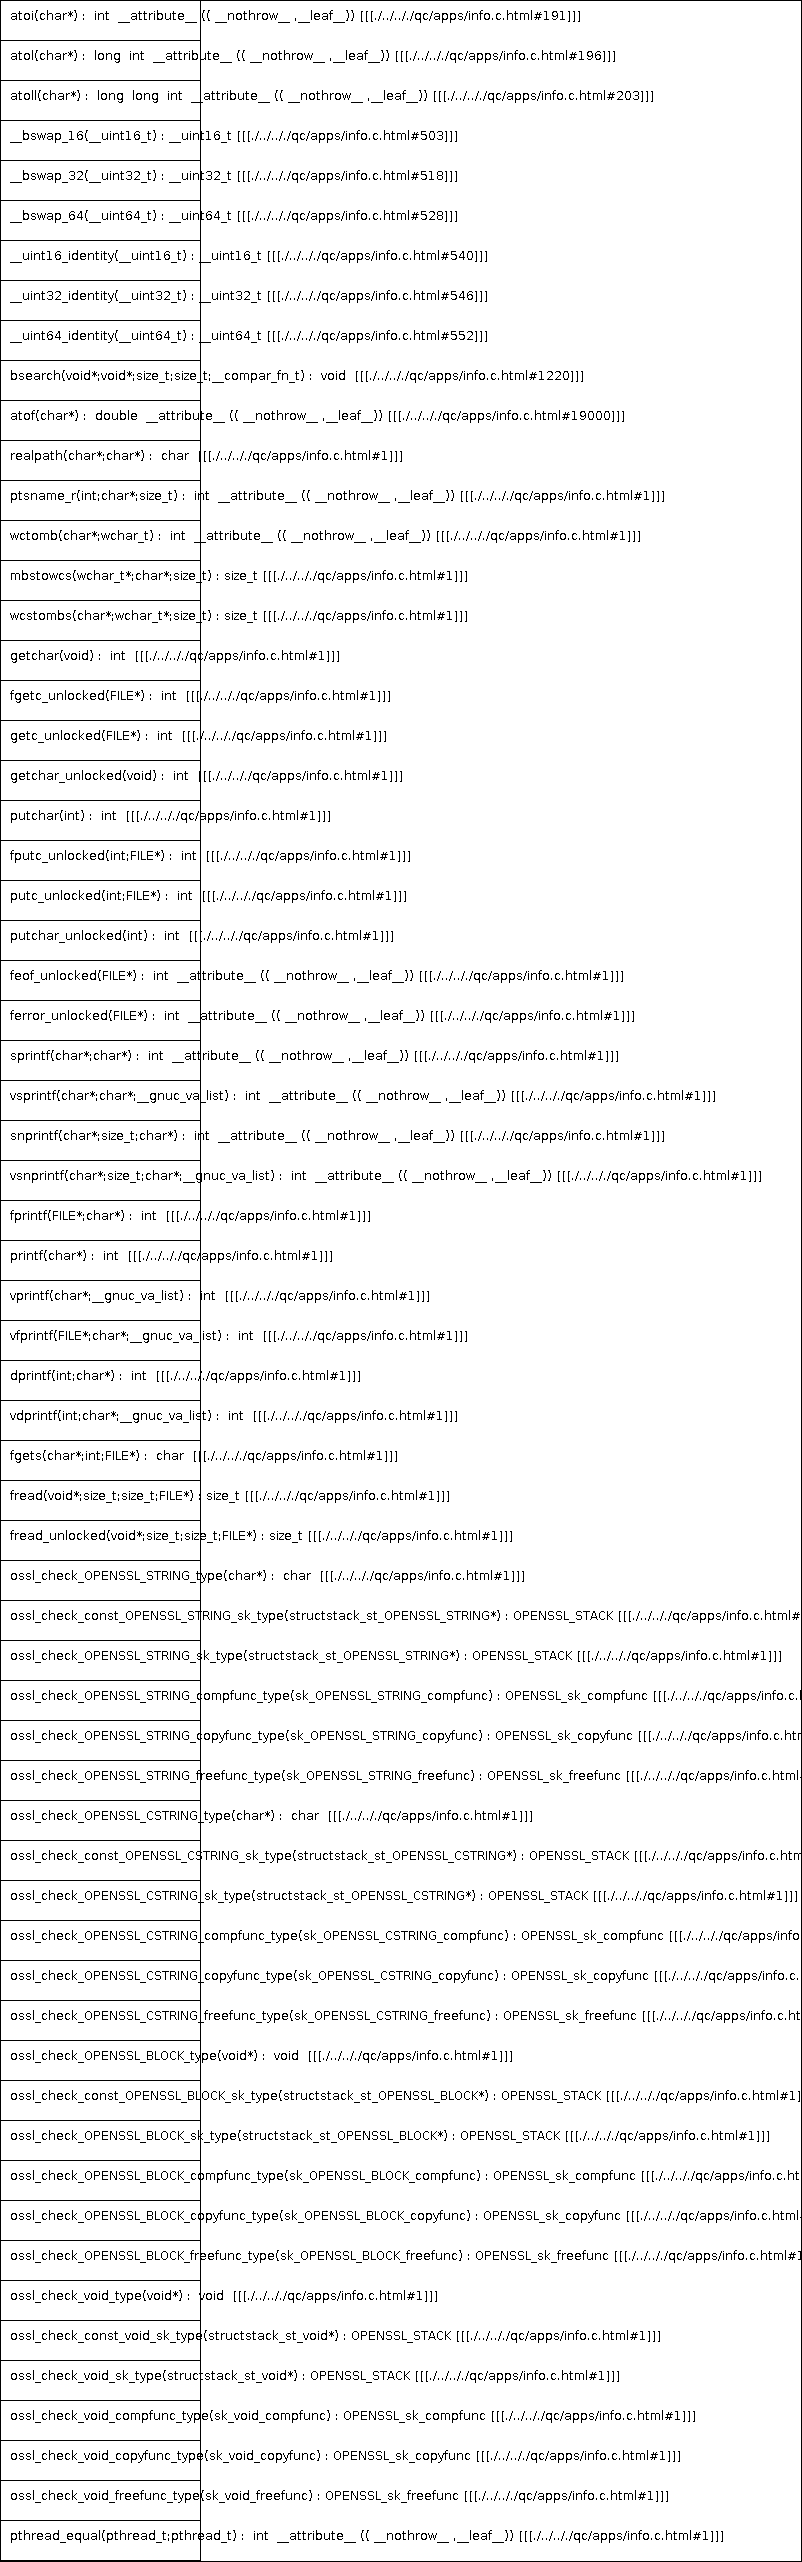 atoi(char*) : int __attribute__ (( __nothrow__ ,__leaf__)) [[[./../../qc/apps/info.c.html#191]]]
atol(char*) : long int __attribute__ (( __nothrow__ ,__leaf__)) [[[./../../qc/apps/info.c.html#196]]]
atoll(char*) : long long int __attribute__ (( __nothrow__ ,__leaf__)) [[[./../../qc/apps/info.c.html#203]]]
__bswap_16(__uint16_t) : __uint16_t [[[./../../qc/apps/info.c.html#503]]]
__bswap_32(__uint32_t) : __uint32_t [[[./../../qc/apps/info.c.html#518]]]
__bswap_64(__uint64_t) : __uint64_t [[[./../../qc/apps/info.c.html#528]]]
__uint16_identity(__uint16_t) : __uint16_t [[[./../../qc/apps/info.c.html#540]]]
__uint32_identity(__uint32_t) : __uint32_t [[[./../../qc/apps/info.c.html#546]]]
__uint64_identity(__uint64_t) : __uint64_t [[[./../../qc/apps/info.c.html#552]]]
bsearch(void*;void*;size_t;size_t;__compar_fn_t) : void [[[./../../qc/apps/info.c.html#1220]]]
atof(char*) : double __attribute__ (( __nothrow__ ,__leaf__)) [[[./../../qc/apps/info.c.html#19000]]]
realpath(char*;char*) : char [[[./../../qc/apps/info.c.html#1]]]
ptsname_r(int;char*;size_t) : int __attribute__ (( __nothrow__ ,__leaf__)) [[[./../../qc/apps/info.c.html#1]]]
wctomb(char*;wchar_t) : int __attribute__ (( __nothrow__ ,__leaf__)) [[[./../../qc/apps/info.c.html#1]]]
mbstowcs(wchar_t*;char*;size_t) : size_t [[[./../../qc/apps/info.c.html#1]]]
wcstombs(char*;wchar_t*;size_t) : size_t [[[./../../qc/apps/info.c.html#1]]]
getchar(void) : int [[[./../../qc/apps/info.c.html#1]]]
fgetc_unlocked(FILE*) : int [[[./../../qc/apps/info.c.html#1]]]
getc_unlocked(FILE*) : int [[[./../../qc/apps/info.c.html#1]]]
getchar_unlocked(void) : int [[[./../../qc/apps/info.c.html#1]]]
putchar(int) : int [[[./../../qc/apps/info.c.html#1]]]
fputc_unlocked(int;FILE*) : int [[[./../../qc/apps/info.c.html#1]]]
putc_unlocked(int;FILE*) : int [[[./../../qc/apps/info.c.html#1]]]
putchar_unlocked(int) : int [[[./../../qc/apps/info.c.html#1]]]
feof_unlocked(FILE*) : int __attribute__ (( __nothrow__ ,__leaf__)) [[[./../../qc/apps/info.c.html#1]]]
ferror_unlocked(FILE*) : int __attribute__ (( __nothrow__ ,__leaf__)) [[[./../../qc/apps/info.c.html#1]]]
sprintf(char*;char*) : int __attribute__ (( __nothrow__ ,__leaf__)) [[[./../../qc/apps/info.c.html#1]]]
vsprintf(char*;char*;__gnuc_va_list) : int __attribute__ (( __nothrow__ ,__leaf__)) [[[./../../qc/apps/info.c.html#1]]]
snprintf(char*;size_t;char*) : int __attribute__ (( __nothrow__ ,__leaf__)) [[[./../../qc/apps/info.c.html#1]]]
vsnprintf(char*;size_t;char*;__gnuc_va_list) : int __attribute__ (( __nothrow__ ,__leaf__)) [[[./../../qc/apps/info.c.html#1]]]
fprintf(FILE*;char*) : int [[[./../../qc/apps/info.c.html#1]]]
printf(char*) : int [[[./../../qc/apps/info.c.html#1]]]
vprintf(char*;__gnuc_va_list) : int [[[./../../qc/apps/info.c.html#1]]]
vfprintf(FILE*;char*;__gnuc_va_list) : int [[[./../../qc/apps/info.c.html#1]]]
dprintf(int;char*) : int [[[./../../qc/apps/info.c.html#1]]]
vdprintf(int;char*;__gnuc_va_list) : int [[[./../../qc/apps/info.c.html#1]]]
fgets(char*;int;FILE*) : char [[[./../../qc/apps/info.c.html#1]]]
fread(void*;size_t;size_t;FILE*) : size_t [[[./../../qc/apps/info.c.html#1]]]
fread_unlocked(void*;size_t;size_t;FILE*) : size_t [[[./../../qc/apps/info.c.html#1]]]
ossl_check_OPENSSL_STRING_type(char*) : char [[[./../../qc/apps/info.c.html#1]]]
ossl_check_const_OPENSSL_STRING_sk_type(structstack_st_OPENSSL_STRING*) : OPENSSL_STACK [[[./../../qc/apps/info.c.html#
ossl_check_OPENSSL_STRING_sk_type(structstack_st_OPENSSL_STRING*) : OPENSSL_STACK [[[./../../qc/apps/info.c.html#1]]]
ossl_check_OPENSSL_STRING_compfunc_type(sk_OPENSSL_STRING_compfunc) : OPENSSL_sk_compfunc [[[./../../qc/apps/info.c.
ossl_check_OPENSSL_STRING_copyfunc_type(sk_OPENSSL_STRING_copyfunc) : OPENSSL_sk_copyfunc [[[./../../qc/apps/info.c.htm
ossl_check_OPENSSL_STRING_freefunc_type(sk_OPENSSL_STRING_freefunc) : OPENSSL_sk_freefunc [[[./../../qc/apps/info.c.html
ossl_check_OPENSSL_CSTRING_type(char*) : char [[[./../../qc/apps/info.c.html#1]]]
ossl_check_const_OPENSSL_CSTRING_sk_type(structstack_st_OPENSSL_CSTRING*) : OPENSSL_STACK [[[./../../qc/apps/info.c.htm
ossl_check_OPENSSL_CSTRING_sk_type(structstack_st_OPENSSL_CSTRING*) : OPENSSL_STACK [[[./../../qc/apps/info.c.html#1]]]
ossl_check_OPENSSL_CSTRING_compfunc_type(sk_OPENSSL_CSTRING_compfunc) : OPENSSL_sk_compfunc [[[./../../qc/apps/info
ossl_check_OPENSSL_CSTRING_copyfunc_type(sk_OPENSSL_CSTRING_copyfunc) : OPENSSL_sk_copyfunc [[[./../../qc/apps/info.c.
ossl_check_OPENSSL_CSTRING_freefunc_type(sk_OPENSSL_CSTRING_freefunc) : OPENSSL_sk_freefunc [[[./../../qc/apps/info.c.ht
ossl_check_OPENSSL_BLOCK_type(void*) : void [[[./../../qc/apps/info.c.html#1]]]
ossl_check_const_OPENSSL_BLOCK_sk_type(structstack_st_OPENSSL_BLOCK*) : OPENSSL_STACK [[[./../../qc/apps/info.c.html#1]
ossl_check_OPENSSL_BLOCK_sk_type(structstack_st_OPENSSL_BLOCK*) : OPENSSL_STACK [[[./../../qc/apps/info.c.html#1]]]
ossl_check_OPENSSL_BLOCK_compfunc_type(sk_OPENSSL_BLOCK_compfunc) : OPENSSL_sk_compfunc [[[./../../qc/apps/info.c.ht
ossl_check_OPENSSL_BLOCK_copyfunc_type(sk_OPENSSL_BLOCK_copyfunc) : OPENSSL_sk_copyfunc [[[./../../qc/apps/info.c.html
ossl_check_OPENSSL_BLOCK_freefunc_type(sk_OPENSSL_BLOCK_freefunc) : OPENSSL_sk_freefunc [[[./../../qc/apps/info.c.html#1
ossl_check_void_type(void*) : void [[[./../../qc/apps/info.c.html#1]]]
ossl_check_const_void_sk_type(structstack_st_void*) : OPENSSL_STACK [[[./../../qc/apps/info.c.html#1]]]
ossl_check_void_sk_type(structstack_st_void*) : OPENSSL_STACK [[[./../../qc/apps/info.c.html#1]]]
ossl_check_void_compfunc_type(sk_void_compfunc) : OPENSSL_sk_compfunc [[[./../../qc/apps/info.c.html#1]]]
ossl_check_void_copyfunc_type(sk_void_copyfunc) : OPENSSL_sk_copyfunc [[[./../../qc/apps/info.c.html#1]]]
ossl_check_void_freefunc_type(sk_void_freefunc) : OPENSSL_sk_freefunc [[[./../../qc/apps/info.c.html#1]]]
pthread_equal(pthread_t;pthread_t) : int __attribute__ (( __nothrow__ ,__leaf__)) [[[./../../qc/apps/info.c.html#1]]]